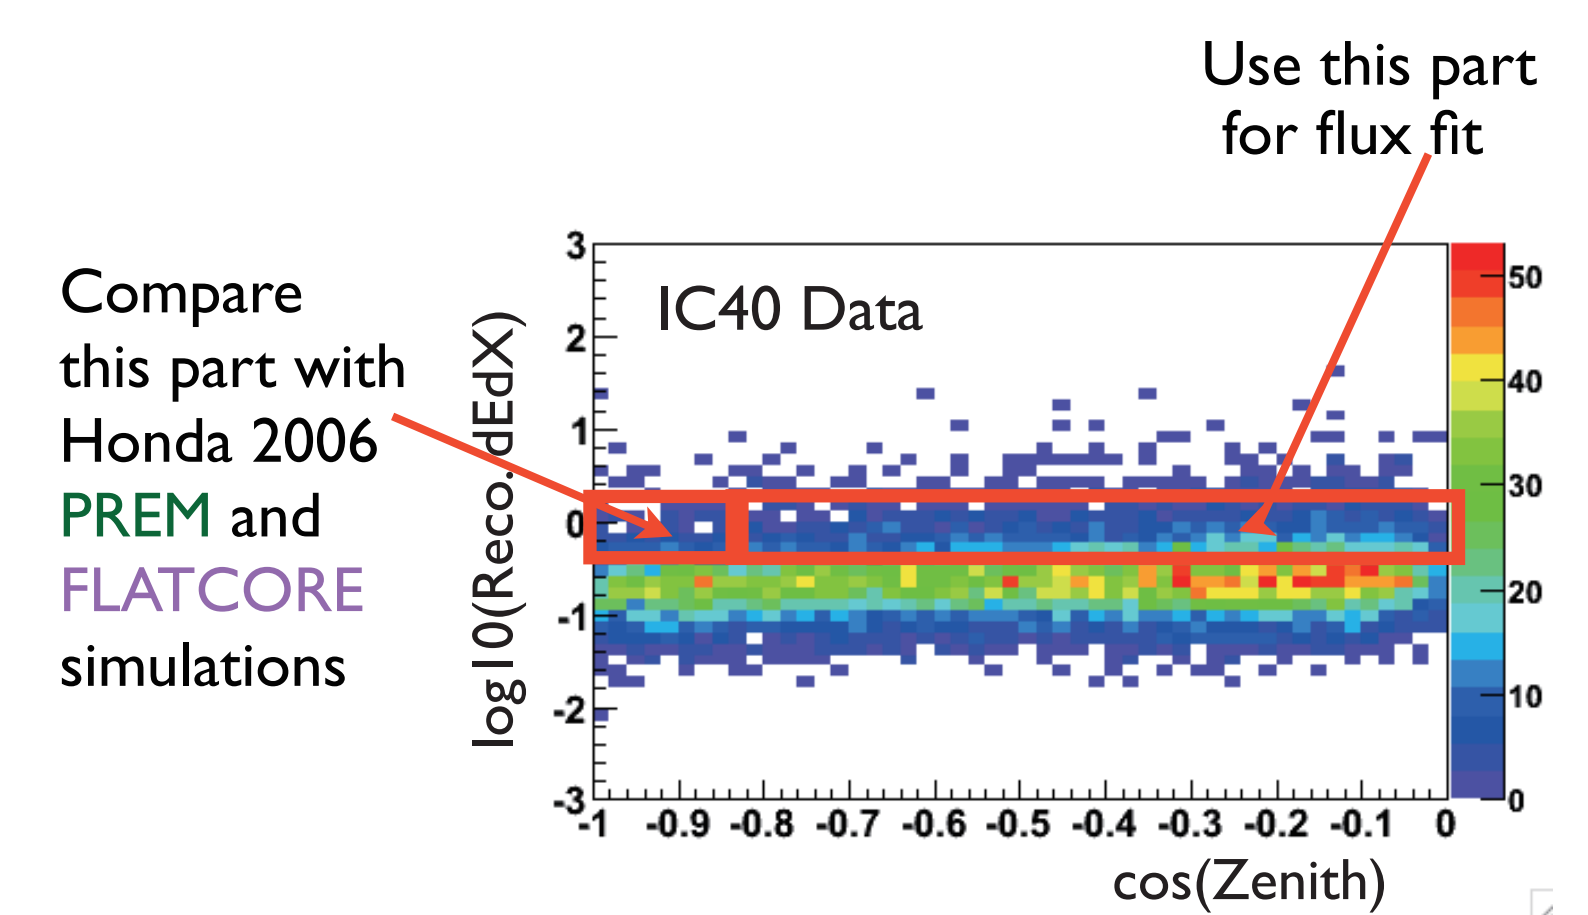 Use this part
for flux fit
Compare
this part with
Honda 2006
PREM and
FLATCORE
simulations
IC40 Data
log10(Reco.dEdX)
3
2
1
0
-1
-2
-3
-1 -0.9 -0.8 -0.7 -0.6 -0.5 -0.4 -0.3 -0.2 -0.1 0
cos(Zenith)
50
40
30
20
10
0